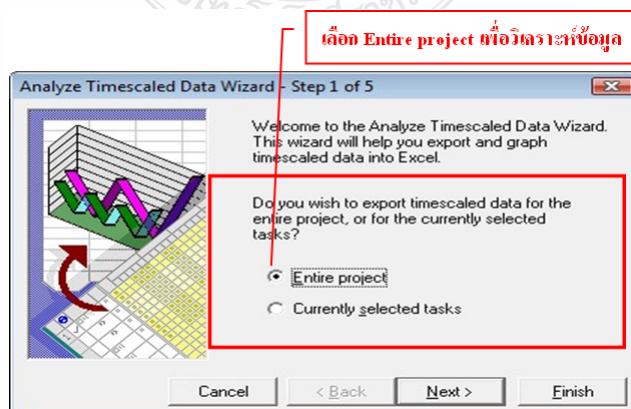 เลือก Entire project เพื่อวิเคราะห์ข้อมูล
Analyze Timescaled Data Wizard - Step 1 of 5
Welcome to the Analyze Timescaled Data Wizard.
This wizard will help you export and graph
timescaled data into Excel.
Do you wish to export timescaled data for the
entire project, or for the currently selected
tasks?
Entire project
Currently selected tasks
Cancel
< Back
Next >
Finish